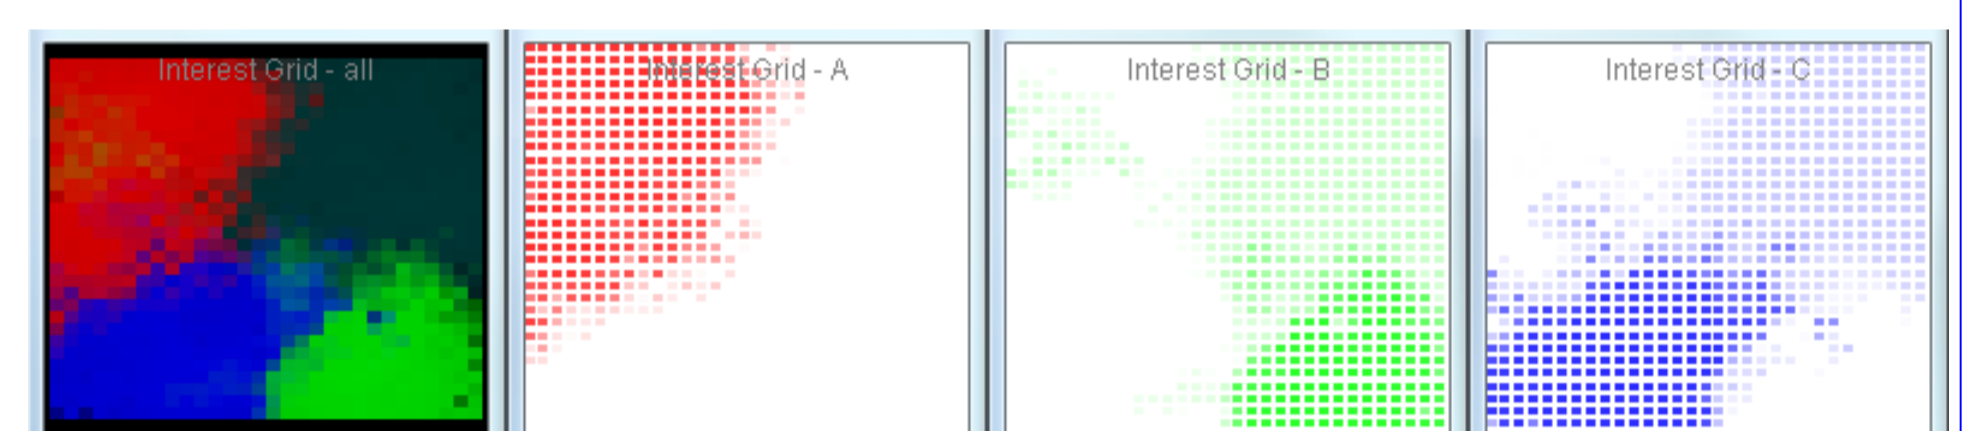 Interest Grid - all
Interest Grid - A
Interest Grid - B
Interest Grid - C